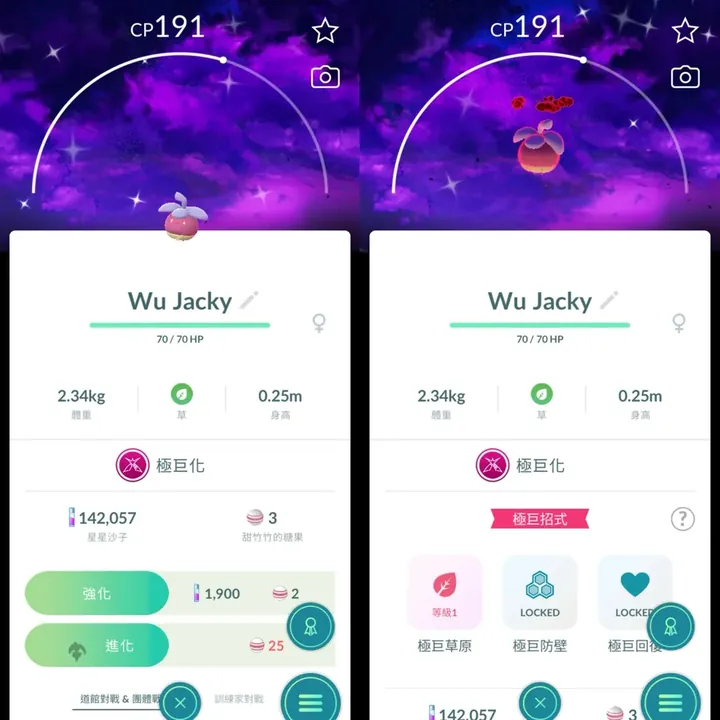 CP191
Wu Jacky
70 / 70 HP
2.34kg
體重
草
0.25m
身高
極巨化
142,057
星星沙子
3
甜竹竹的糖果
強化
1,900
2
進化
25
道館對戰 & 團體戰
訓練家對戰
CP191
Wu Jacky
70 / 70 HP
2.34kg
體重
草
0.25m
身高
極巨化
極巨招式
?
等級1
LOCKED
LOCKED
極巨草原
極巨防壁
極巨回復
142,057
3